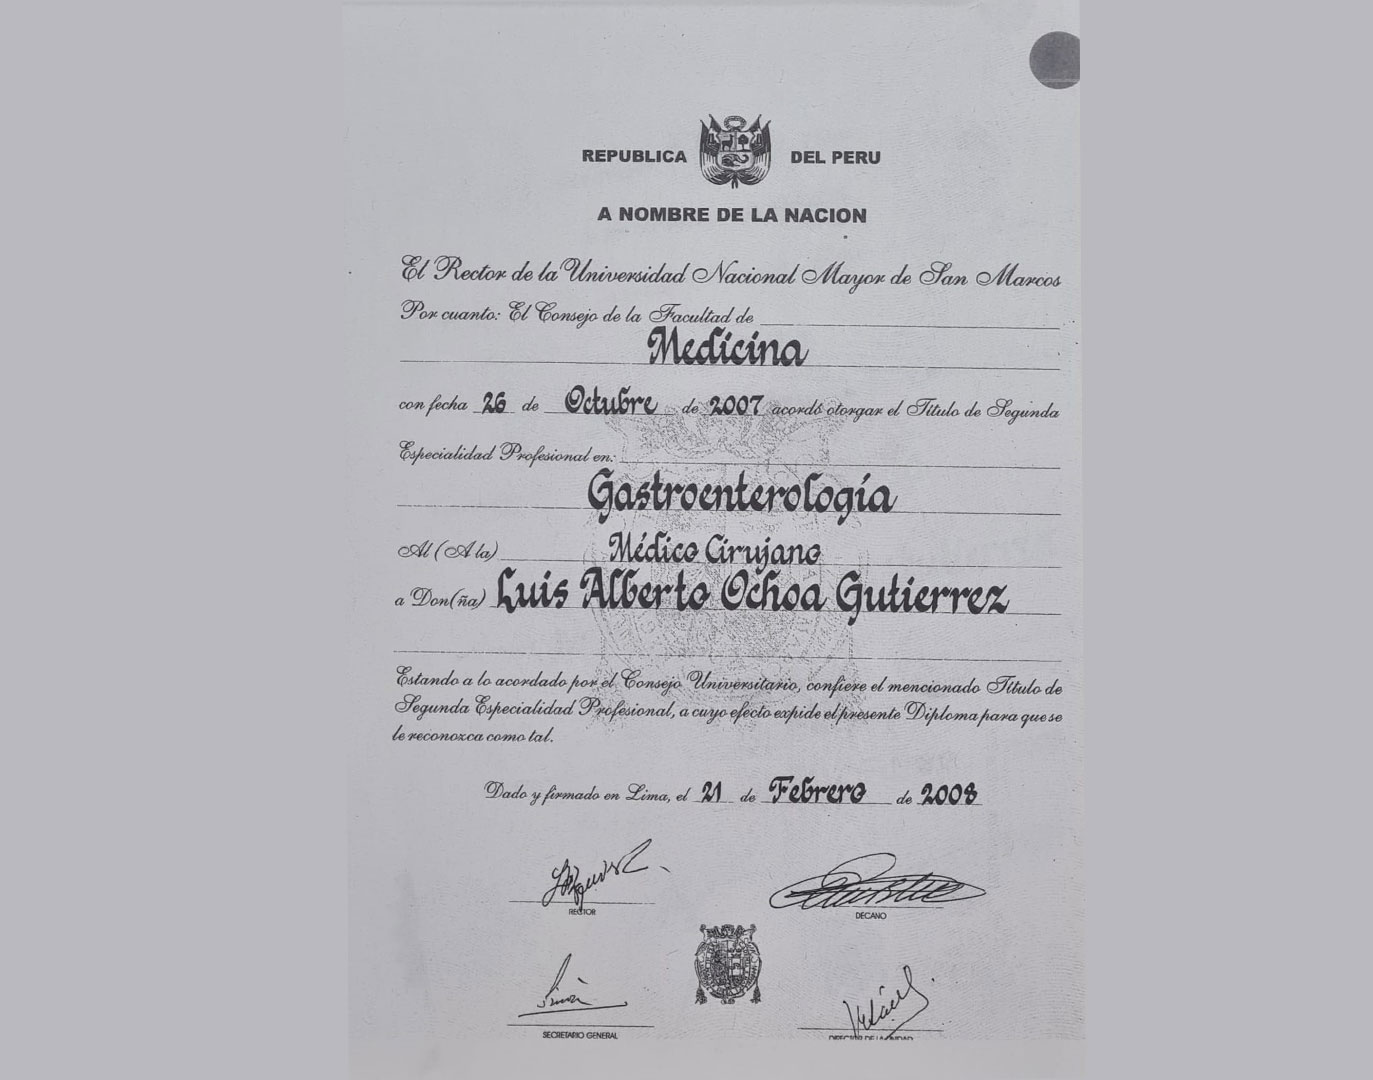 REPUBLICA DEL PERU
A NOMBRE DE LA NACION
El Rector de la Universidad Nacional Mayor de San Marcos
Por cuanto: El Consejo de la Facultad de
Medicina
con fecha 26 de Octubre de 2007 acordó otorgar el Título de Segunda
Especialidad Profesional en:
Gastroenterología
Al (A la) Médico Cirujano
a Don(ña) Luis Alberto Ochoa Gutierrez
Estando a lo acordado por el Consejo Universitario, confiere el mencionado Título de
Segunda Especialidad Profesional, a cuyo efecto expide el presente Diploma para que se
le reconozca como tal.
Dado y firmado en Lima, el 21 de Febrero de 2008
RECTOR
DECANO
SECRETARIO GENERAL
DIRECTOR DE LA UNIDAD